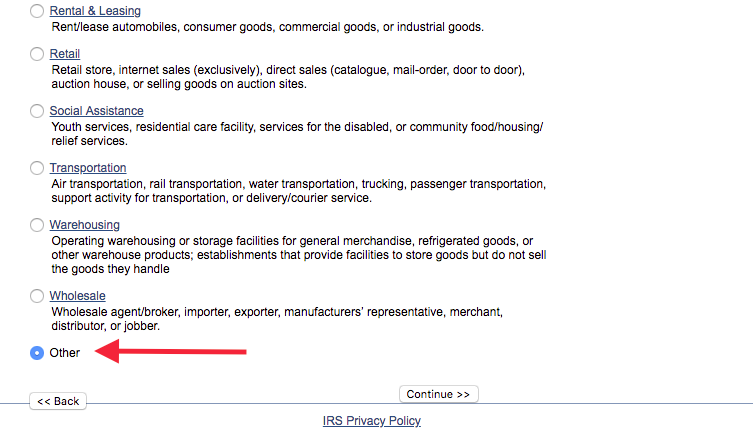 Rental & Leasing
Rent/lease automobiles, consumer goods, commercial goods, or industrial goods.
Retail
Retail store, internet sales (exclusively), direct sales (catalogue, mail-order, door to door),
auction house, or selling goods on auction sites.
Social Assistance
Youth services, residential care facility, services for the disabled, or community food/housing/
relief services.
Transportation
Air transportation, rail transportation, water transportation, trucking, passenger transportation,
support activity for transportation, or delivery/courier service.
Warehousing
Operating warehousing or storage facilities for general merchandise, refrigerated goods, or
other warehouse products; establishments that provide facilities to store goods but do not sell
the goods they handle
Wholesale
Wholesale agent/broker, importer, exporter, manufacturers' representative, merchant,
distributor, or jobber.
Other
<< Back
Continue >>
IRS Privacy Policy